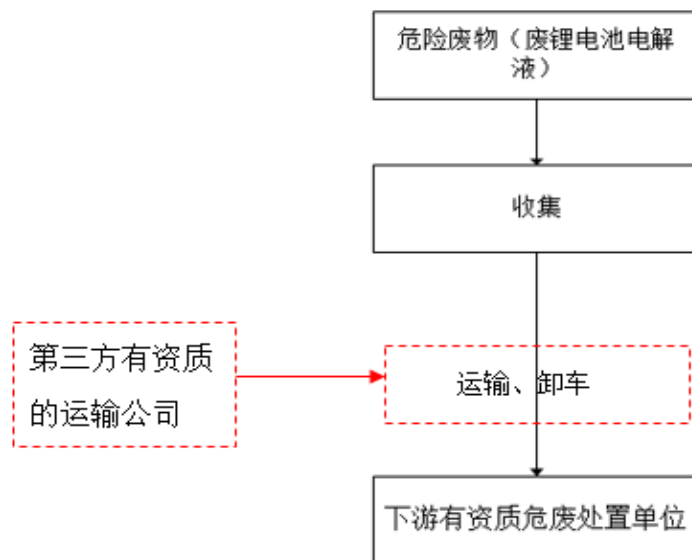 危险废物（废锂电池电解
液）
收集
第三方有资质
的运输公司
运输、卸车
下游有资质危废处置单位